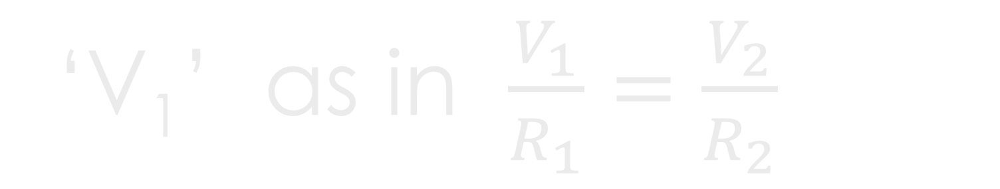 ‘V₁’ as in V₁/R₁ = V₂/R₂